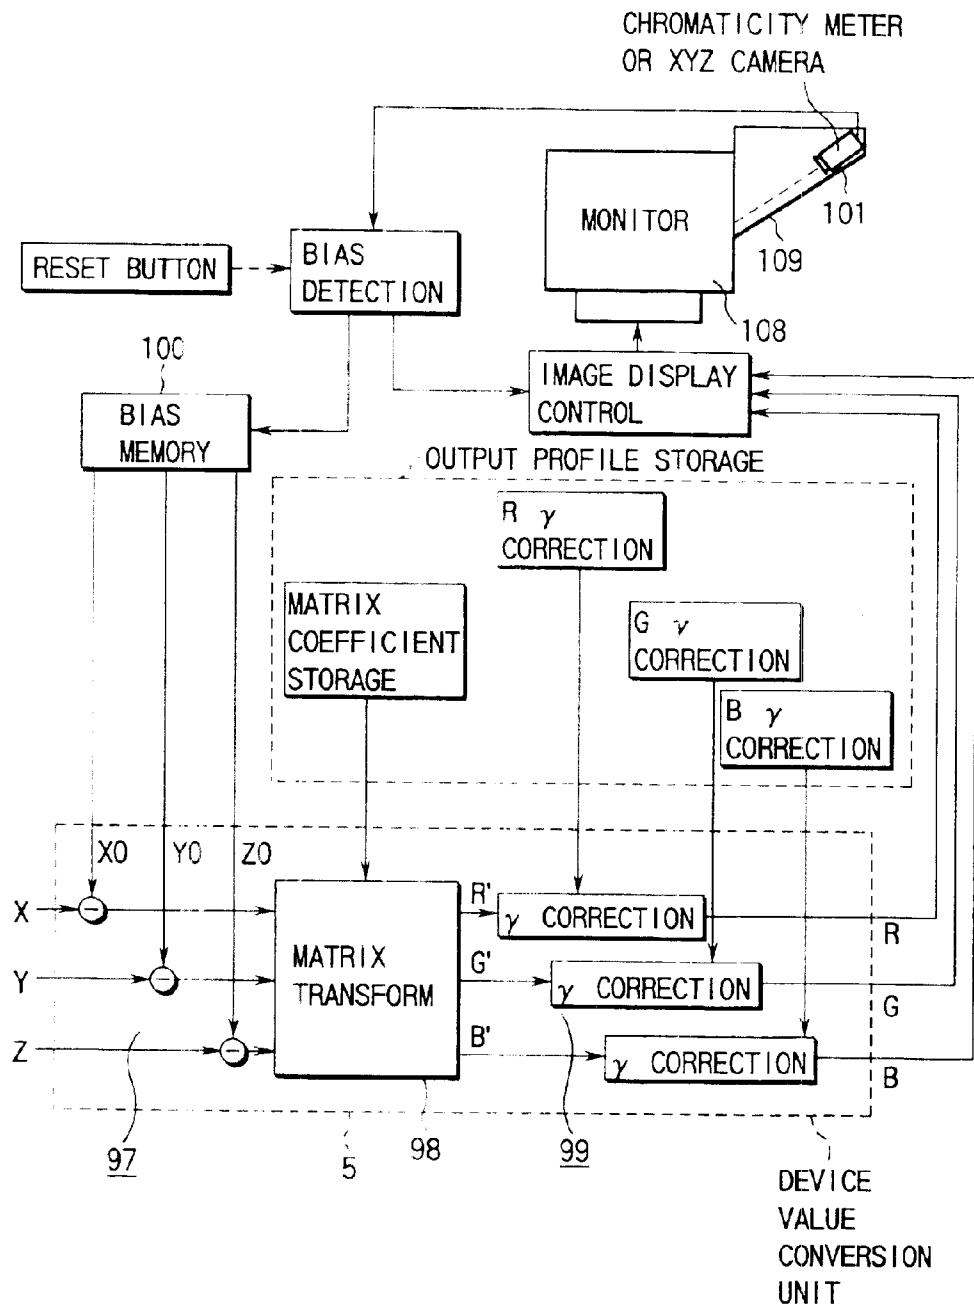 CHROMATICITY METER
OR XYZ CAMERA
MONITOR
101
109
108
RESET BUTTON
BIAS
DETECTION
100
BIAS
MEMORY
IMAGE DISPLAY
CONTROL
OUTPUT PROFILE STORAGE
R γ
CORRECTION
MATRIX
COEFFICIENT
STORAGE
G γ
CORRECTION
B γ
CORRECTION
X0
Y0
Z0
X
Y
Z
MATRIX
TRANSFORM
R'
G'
B'
γ CORRECTION
γ CORRECTION
γ CORRECTION
R
G
B
97
5
98
99
DEVICE
VALUE
CONVERSION
UNIT